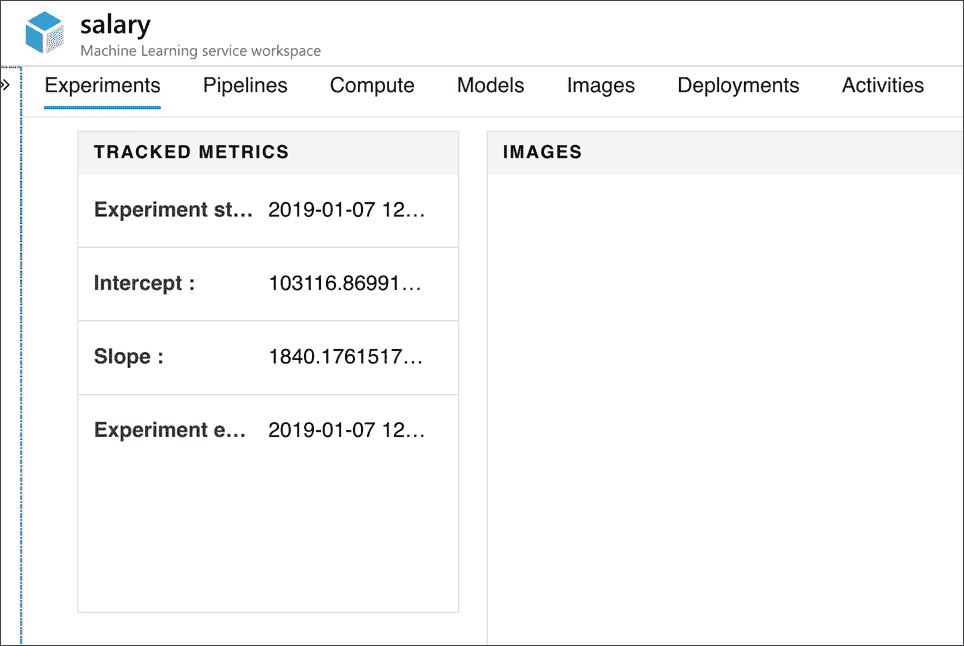 salary
Machine Learning service workspace
»
Experiments Pipelines Compute Models Images Deployments Activities
TRACKED METRICS
Experiment st... 2019-01-07 12...
Intercept : 103116.86991...
Slope : 1840.1761517...
Experiment e... 2019-01-07 12...
IMAGES